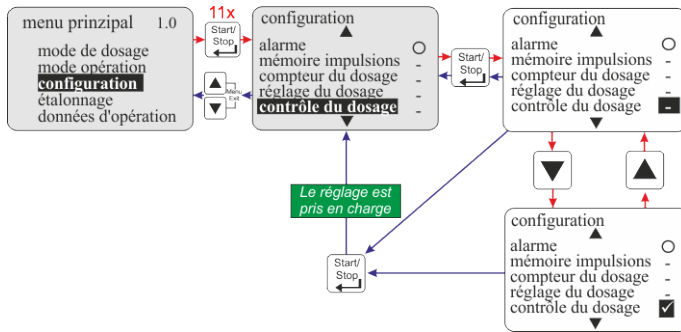 menu prinzipal 1.0
mode de dosage
mode opération
configuration
étalonnage
données d'opération
11x
Start/
Stop
Menu
Exit
configuration
alarme
mémoire impulsions -
compteur du dosage -
réglage du dosage -
contrôle du dosage -
Start/
Stop
configuration
alarme
mémoire impulsions -
compteur du dosage -
réglage du dosage -
contrôle du dosage -
Le réglage est
pris en charge
Start/
Stop
configuration
alarme
mémoire impulsions -
compteur du dosage -
réglage du dosage -
contrôle du dosage ✓